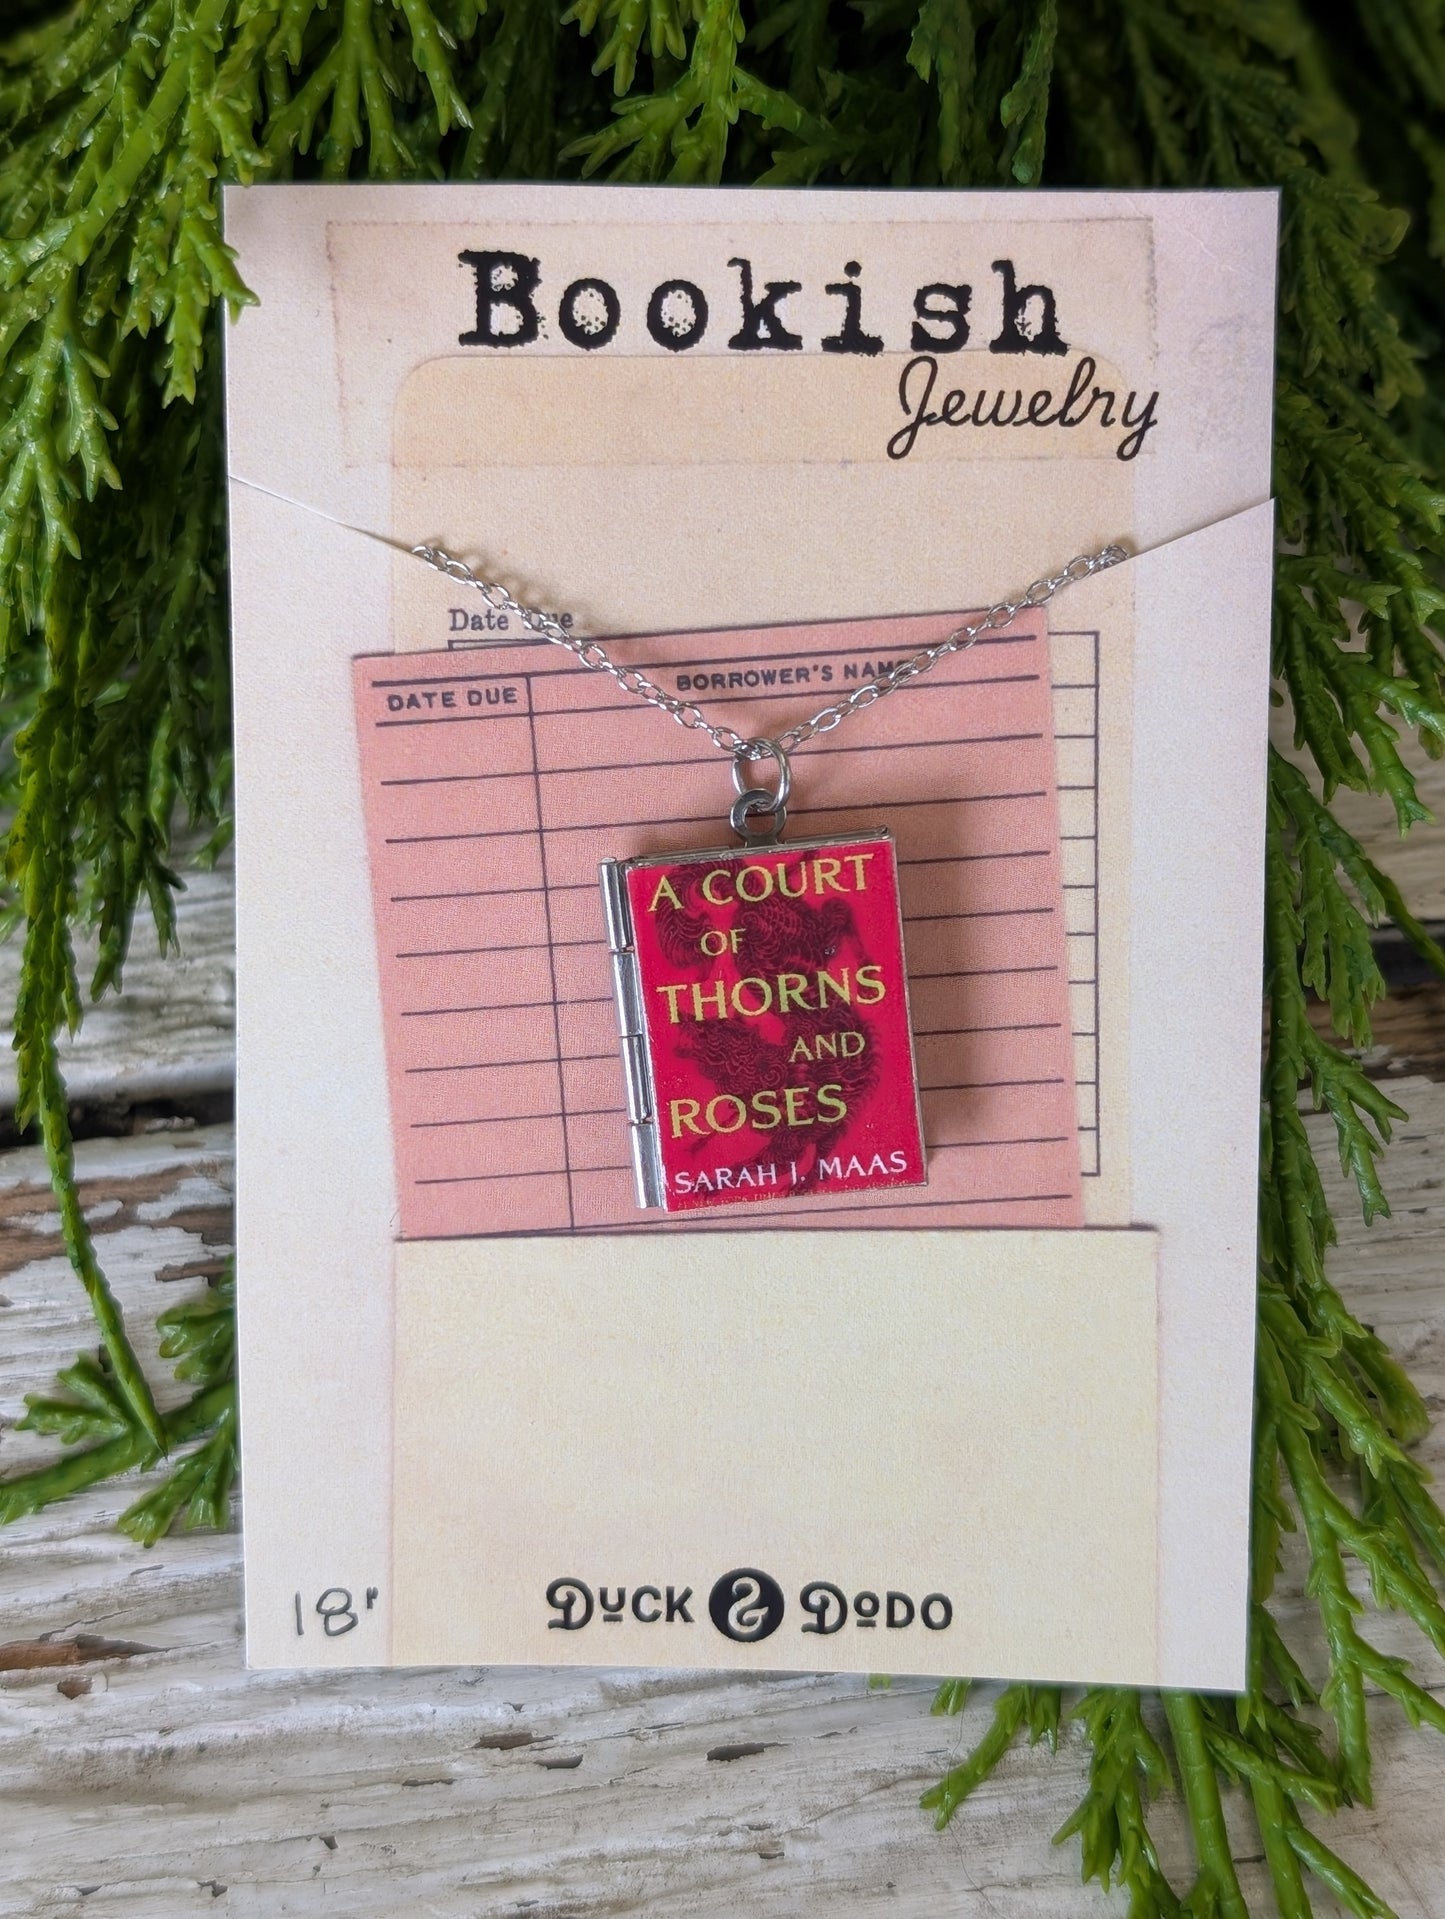 Bookish
Jewelry
Date Due
DATE DUE
BORROWER'S NAME
A COURT
OF
THORNS
AND
ROSES
SARAH J. MAAS
18"
DUCK & DODO